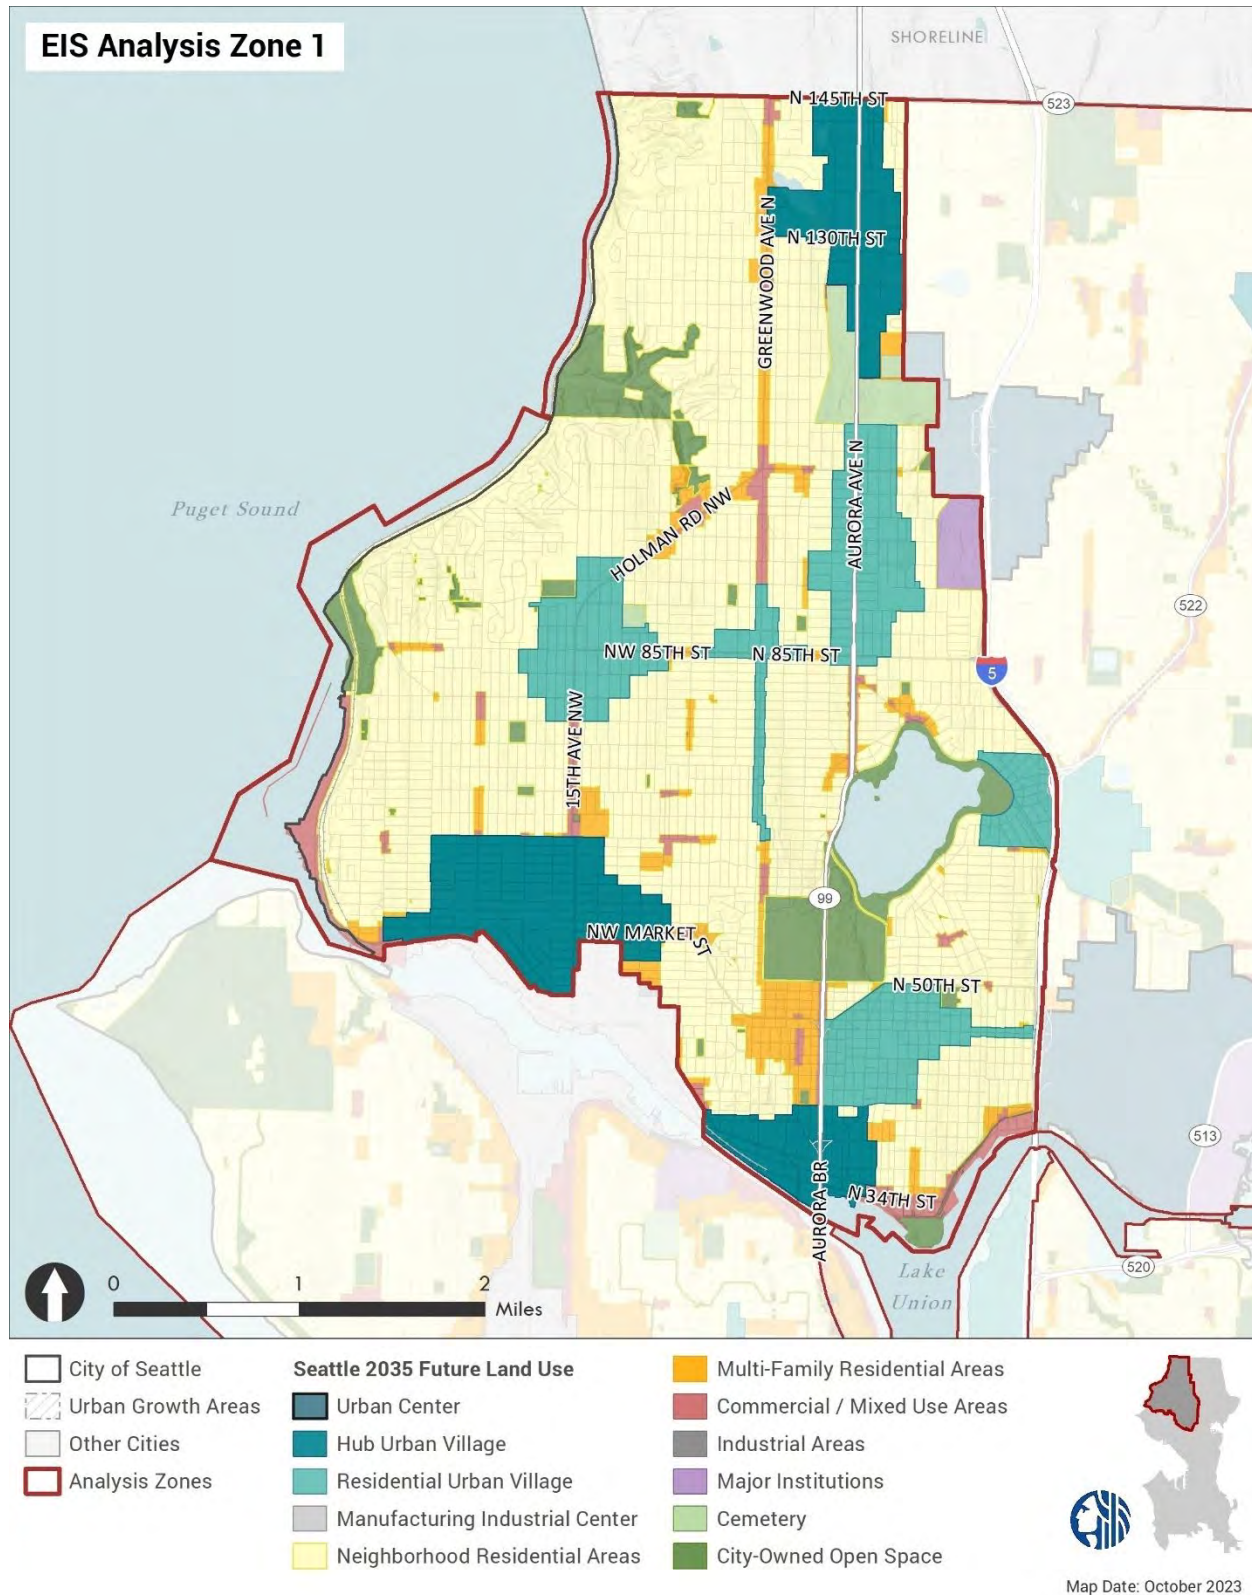 EIS Analysis Zone 1
SHORELINE
N 145TH ST
523
GREENWOOD AVE N
N 130TH ST
Puget Sound
HOLMAN RD NW
AURORA AVE N
522
NW 85TH ST
N 85TH ST
5
15TH AVE NW
99
NW MARKET ST
N 50TH ST
513
AURORA BR
N 34TH ST
520
Lake
Union
0 1 2
Miles
City of Seattle
Urban Growth Areas
Other Cities
Analysis Zones
Seattle 2035 Future Land Use
Urban Center
Hub Urban Village
Residential Urban Village
Manufacturing Industrial Center
Neighborhood Residential Areas
Multi-Family Residential Areas
Commercial / Mixed Use Areas
Industrial Areas
Major Institutions
Cemetery
City-Owned Open Space
Map Date: October 2023